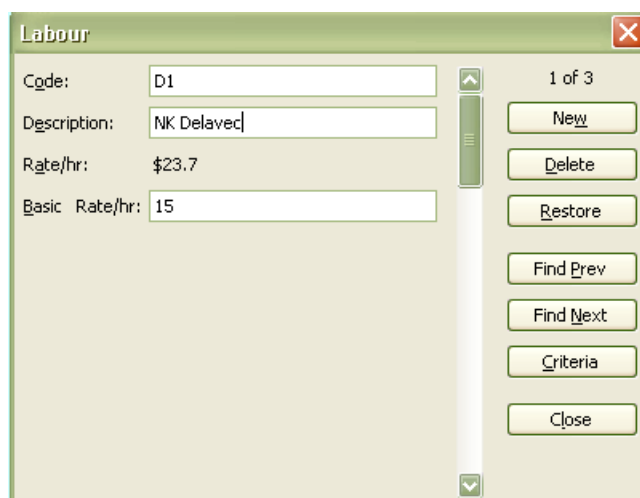 Labour
Code: D1
Description: NK Delavec
Rate/hr: $23.7
Basic Rate/hr: 15
1 of 3
New
Delete
Restore
Find Prev
Find Next
Criteria
Close